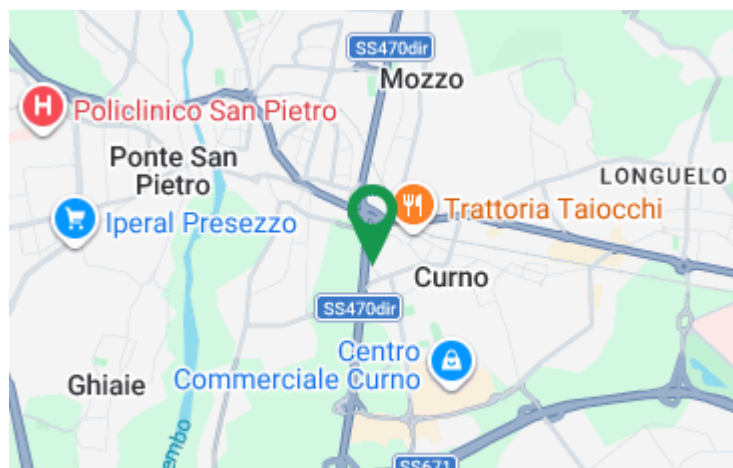 SS470dir
Mozzo
H
Policlinico San Pietro
Ponte San
Pietro
LONGUELO
Trattoria Taiocchi
Iperal Presezzo
Curno
SS470dir
Centro
Commerciale Curno
Ghiaie
embo
SS671